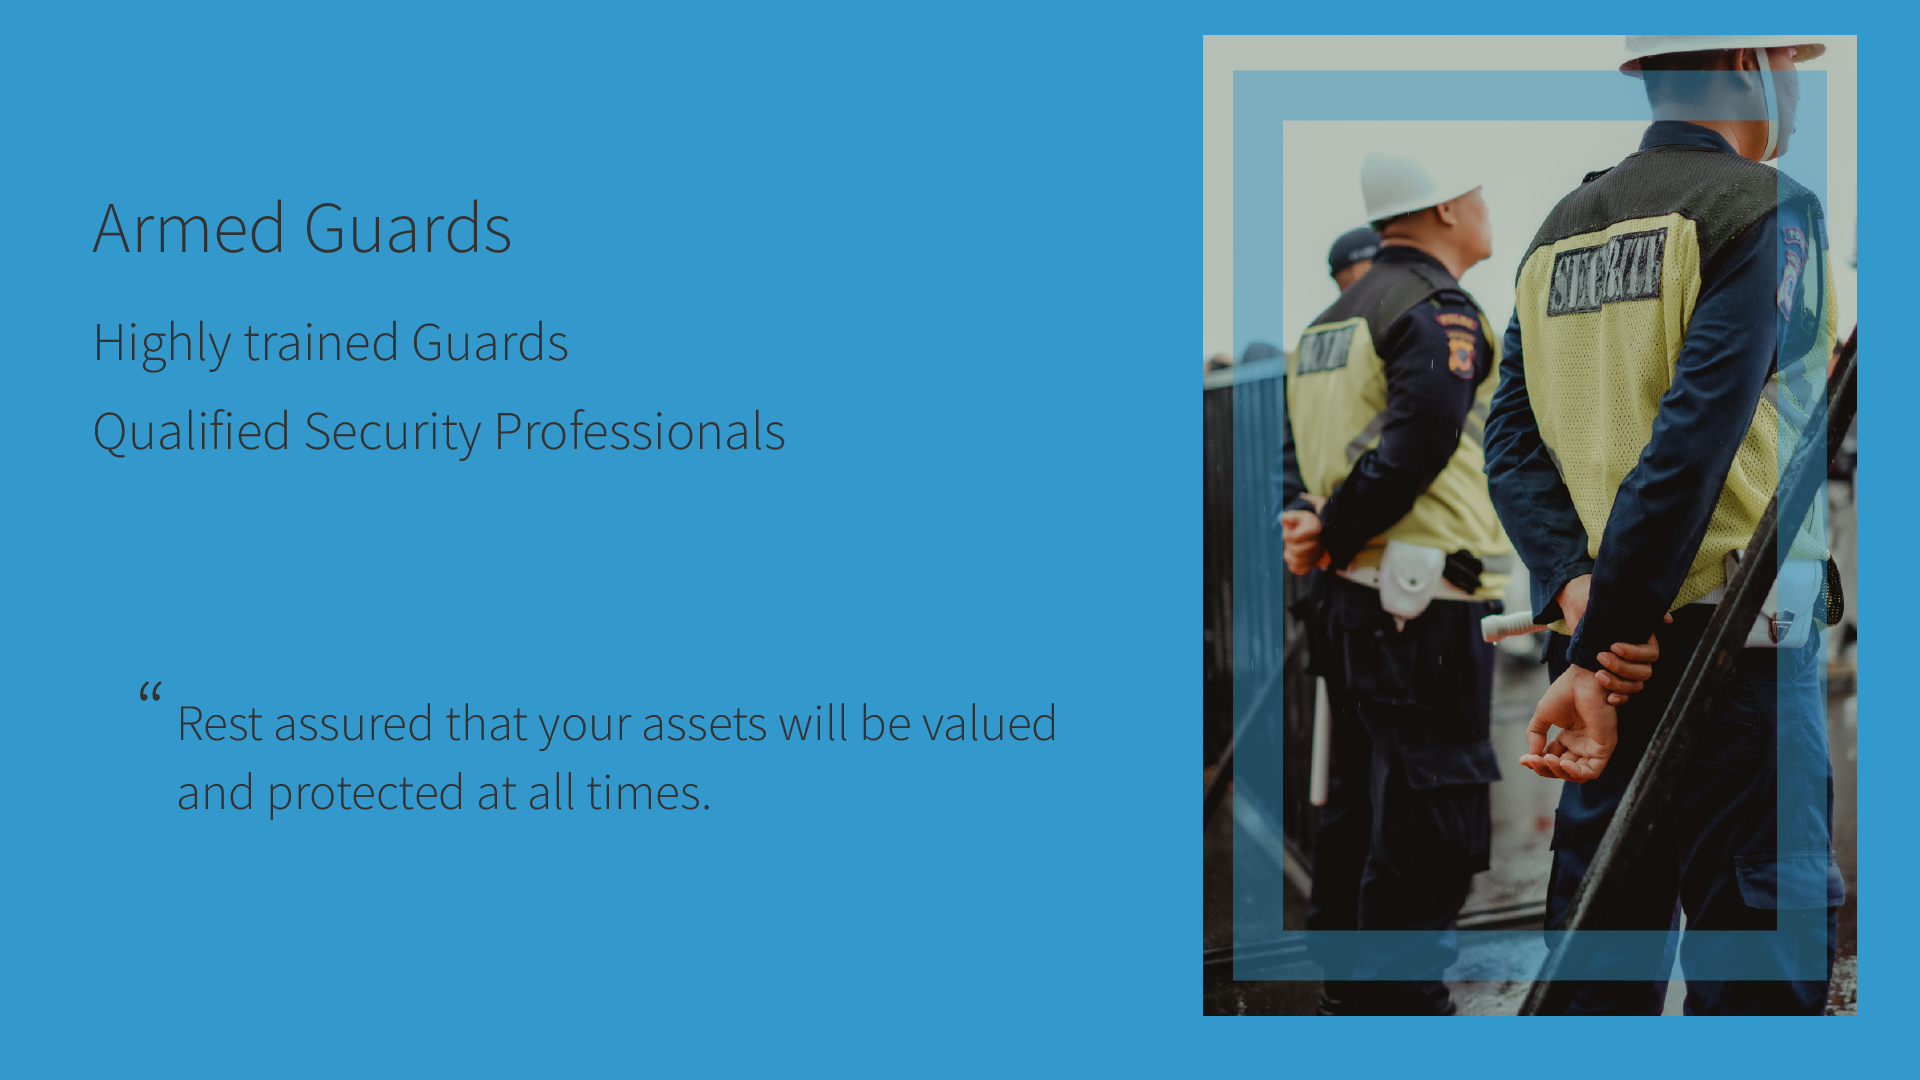 Armed Guards
Highly trained Guards
Qualified Security Professionals
“ Rest assured that your assets will be valued
and protected at all times.
SECURITY